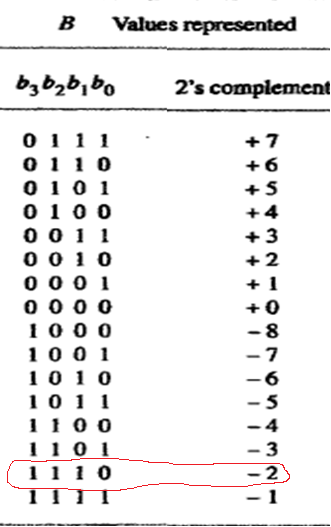 B Values represented
b3b2b1b0 2's complement
0 1 1 1 +7
0 1 1 0 +6
0 1 0 1 +5
0 1 0 0 +4
0 0 1 1 +3
0 0 1 0 +2
0 0 0 1 +1
0 0 0 0 +0
1 0 0 0 -8
1 0 0 1 -7
1 0 1 0 -6
1 0 1 1 -5
1 1 0 0 -4
1 1 0 1 -3
1 1 1 0 -2
1 1 1 1 -1